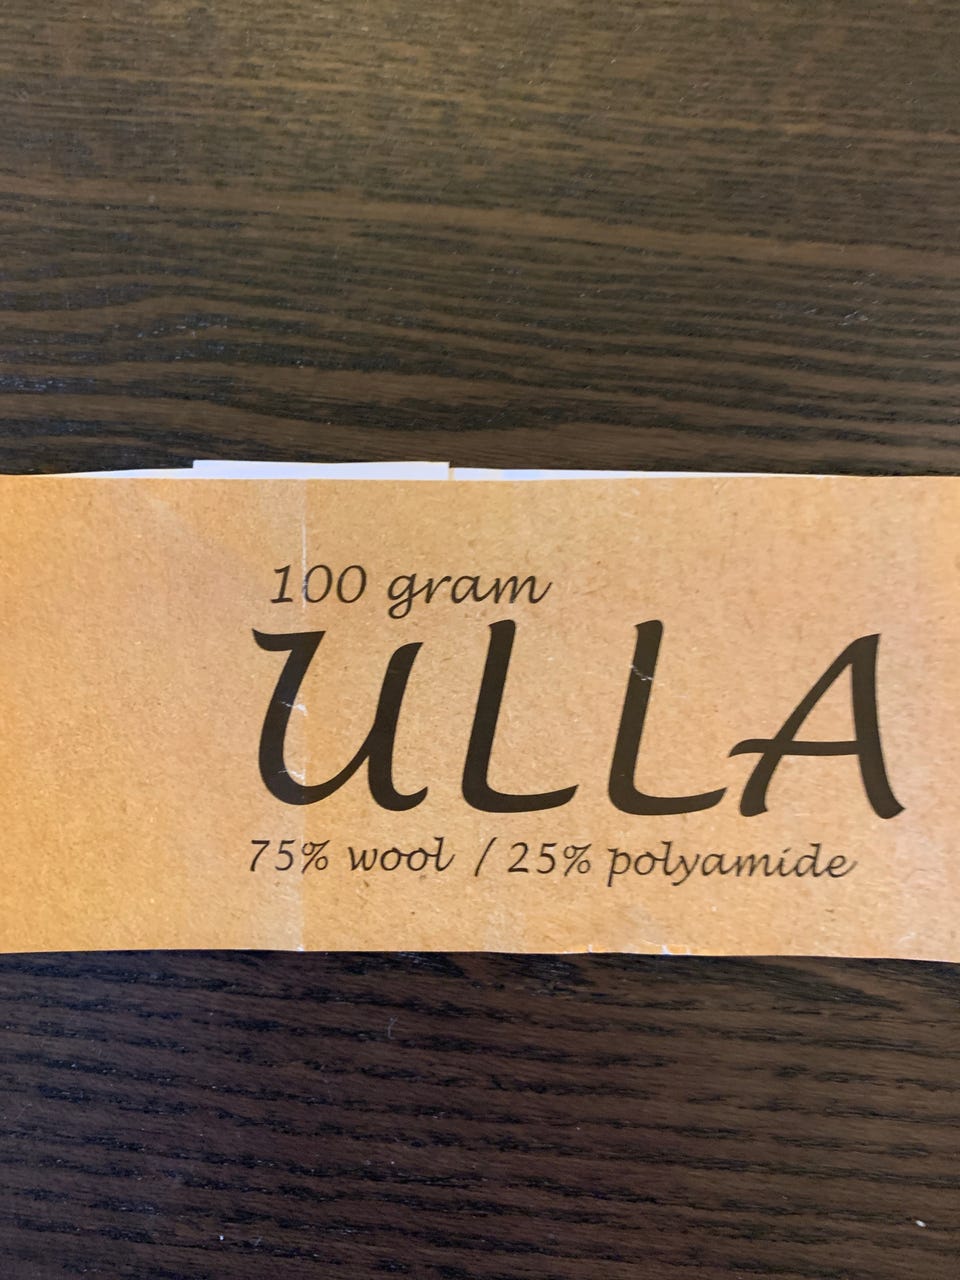 100 gram
ULLA
75% wool / 25% polyamide